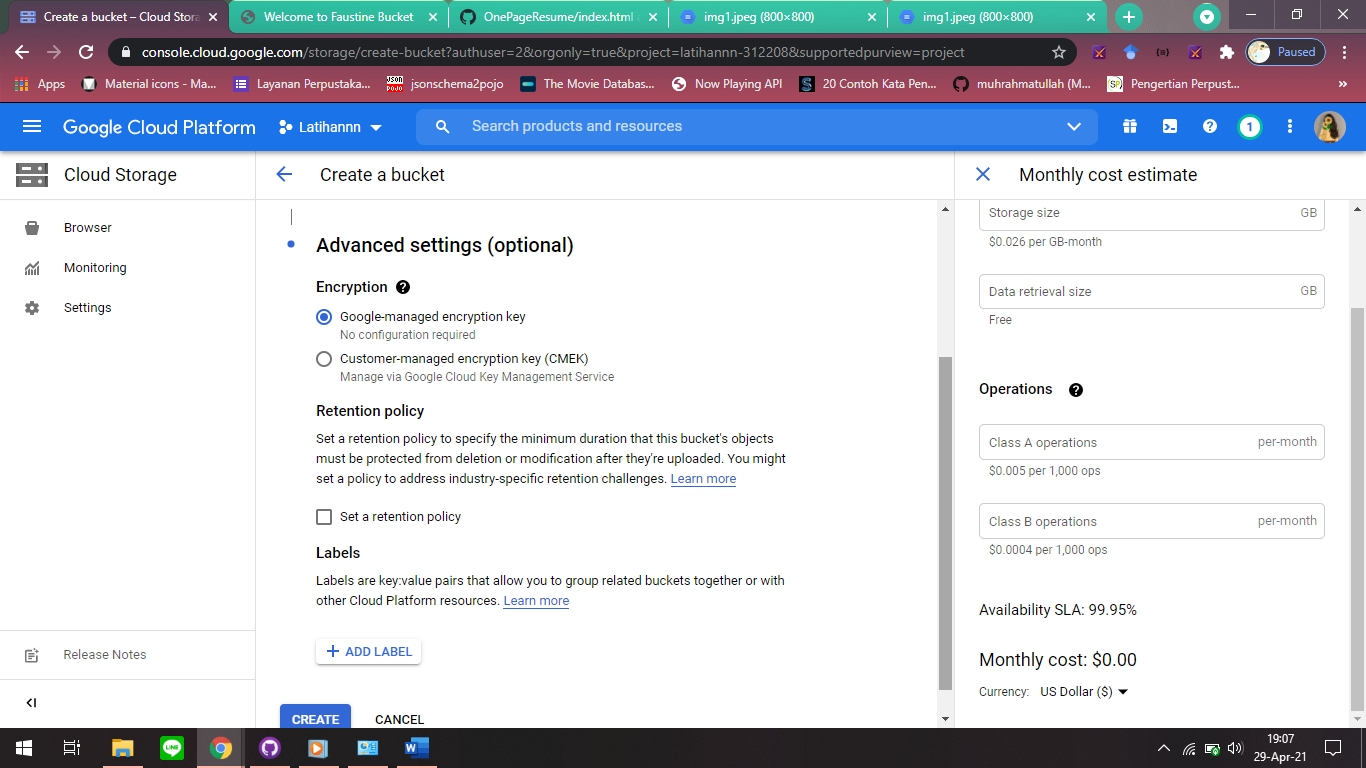 Create a bucket – Cloud Stora
Welcome to Faustine Bucket
OnePageResume/index.html
img1.jpeg (800×800)
img1.jpeg (800×800)
console.cloud.google.com/storage/create-bucket?authuser=2&orgonly=true&project=latihannn-312208&supportedpurview=project
Paused
Apps
Material icons - Ma...
Layanan Perpustaka...
JSON POJO
jsonschema2pojo
The Movie Databas...
Now Playing API
20 Contoh Kata Pen...
muhrahmatullah (M...
Pengertian Perpust...
»
Google Cloud Platform
Latihannn
Search products and resources
1
Cloud Storage
Create a bucket
Monthly cost estimate
Browser
Monitoring
Settings
Release Notes
Advanced settings (optional)
Encryption
Google-managed encryption key
No configuration required
Customer-managed encryption key (CMEK)
Manage via Google Cloud Key Management Service
Retention policy
Set a retention policy to specify the minimum duration that this bucket's objects
must be protected from deletion or modification after they're uploaded. You might
set a policy to address industry-specific retention challenges. Learn more
Set a retention policy
Labels
Labels are key:value pairs that allow you to group related buckets together or with
other Cloud Platform resources. Learn more
ADD LABEL
CREATE
CANCEL
Storage size GB
$0.026 per GB-month
Data retrieval size GB
Free
Operations
Class A operations per-month
$0.005 per 1,000 ops
Class B operations per-month
$0.0004 per 1,000 ops
Availability SLA: 99.95%
Monthly cost: $0.00
Currency: US Dollar ($)
LINE
19:07
29-Apr-21